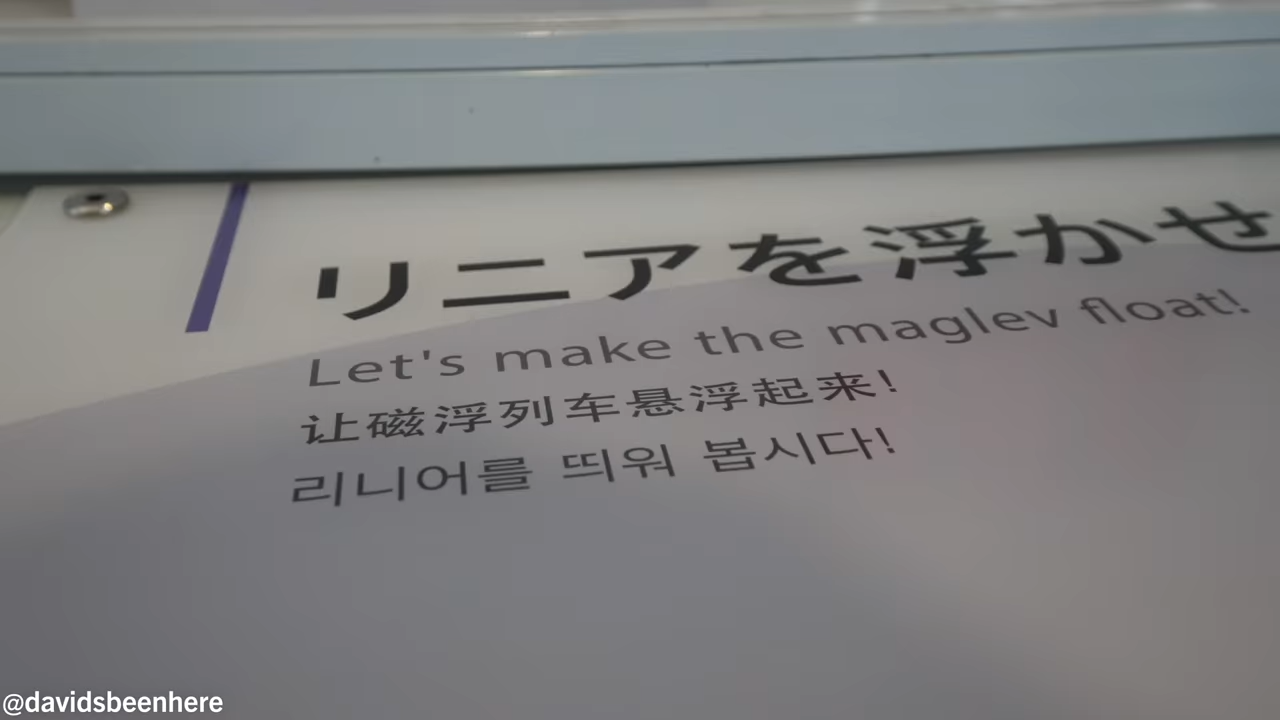 リニアを浮かせ
Let's make the maglev float!
让磁浮列车悬浮起来!
리니어를 띄워 봅시다!
@davidsbeenhere